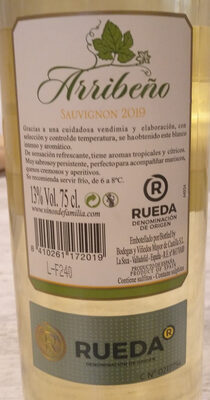 Arribeño
SAUVIGNON 2019
Gracias a una cuidadosa vendimia y elaboración, con
selección y control de temperatura, se ha obtenido este blanco
intenso y aromático.
De sensación refrescante, tiene aromas tropicales y cítricos.
Muy sabroso y persistente, perfecto para acompañar mariscos,
quesos cremosos y aperitivos.
Se recomienda servir frío, de 6 a 8ºC.
13% Vol. 75 cl.
www.vinosdefamilia.com
8 410261 172019
L-F240
R
RUEDA
DENOMINACIÓN
DE ORIGEN
Embotellado por/Bottled by
Bodegas y Viñedos Mayor de Castilla S.L.
La Seca - Valladolid - España
PRODUCT OF SPAIN
Contiene sulfitos - Contains sulphites
RUEDA R
DENOMINACIÓN DE ORIGEN